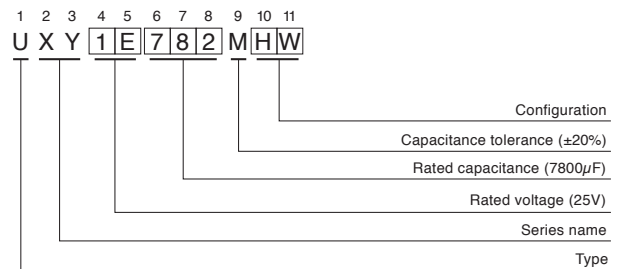 1 2 3 4 5 6 7 8 9 10 11
U X Y 1 E 7 8 2 M H W
Configuration
Capacitance tolerance (±20%)
Rated capacitance (7800µF)
Rated voltage (25V)
Series name
Type